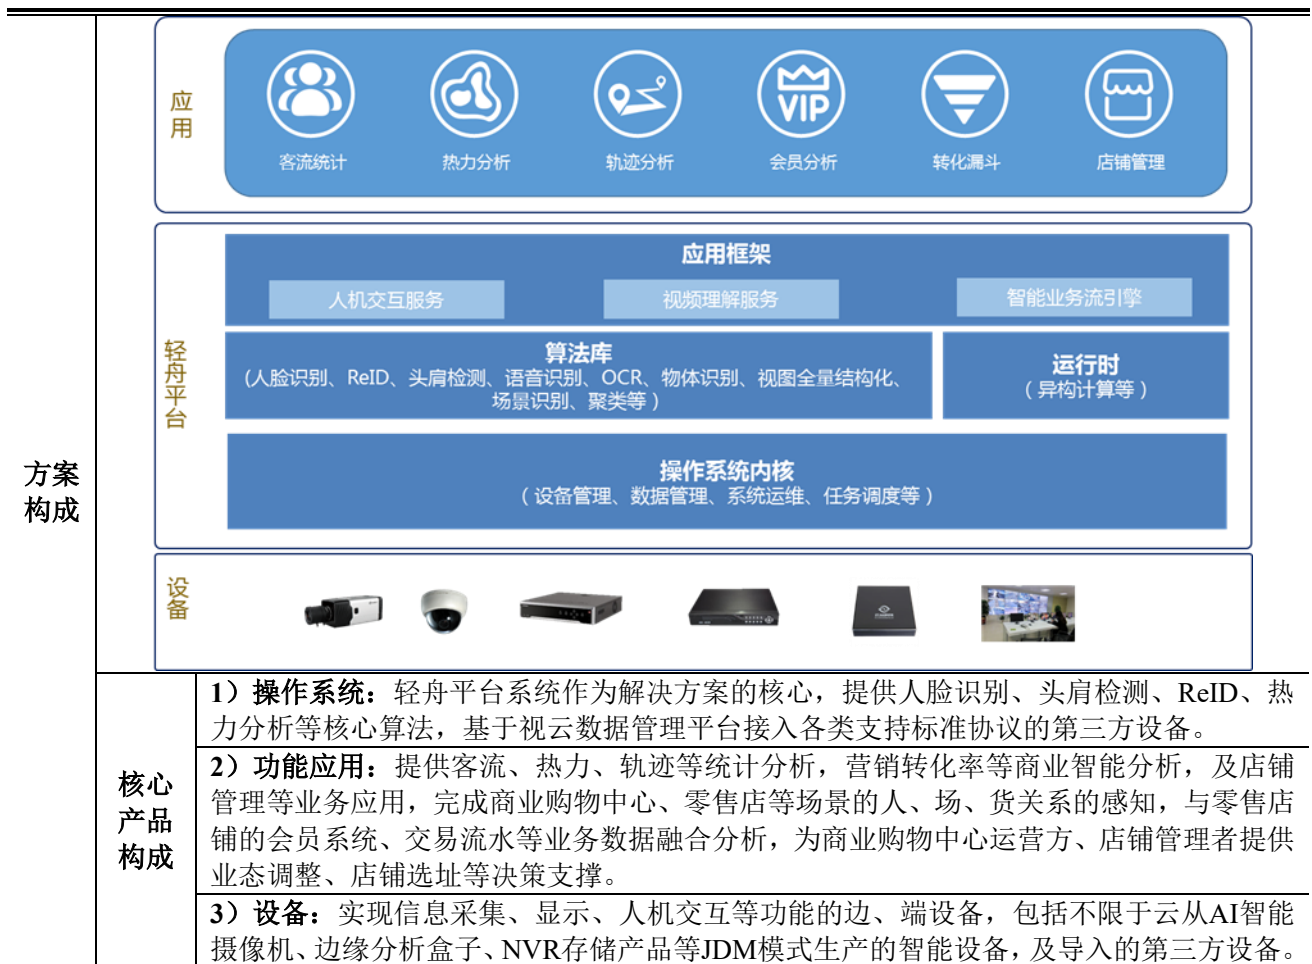 应
用
VIP
客流统计 热力分析 轨迹分析 会员分析 转化漏斗 店铺管理
轻舟平台
应用框架
人机交互服务 视频理解服务 智能业务流引擎
算法库
(人脸识别、ReID、头肩检测、语音识别、OCR、物体识别、视图全量结构化、
场景识别、聚类等)
运行时
(异构计算等)
操作系统内核
(设备管理、数据管理、系统运维、任务调度等)
设备
方案
构成
核心
产品
构成
1）操作系统：轻舟平台系统作为解决方案的核心，提供人脸识别、头肩检测、ReID、热
力分析等核心算法，基于视云数据管理平台接入各类支持标准协议的第三方设备。
2）功能应用：提供客流、热力、轨迹等统计分析，营销转化率等商业智能分析，及店铺
管理等业务应用，完成商业购物中心、零售店等场景的人、场、货关系的感知，与零售店
铺的会员系统、交易流水等业务数据融合分析，为商业购物中心运营方、店铺管理者提供
业态调整、店铺选址等决策支撑。
3）设备：实现信息采集、显示、人机交互等功能的边、端设备，包括不限于云从AI智能
摄像机、边缘分析盒子、NVR存储产品等JDM模式生产的智能设备，及导入的第三方设备。